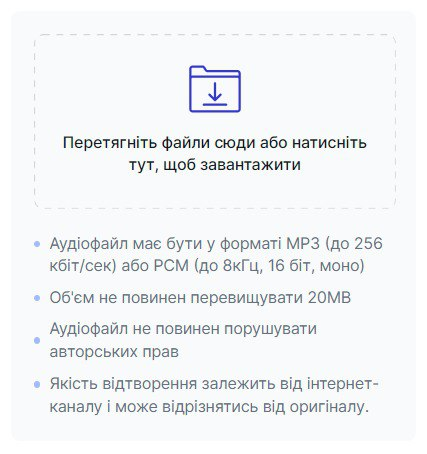 Перетягніть файли сюди або натисніть
тут, щоб завантажити
Аудіофайл має бути у форматі MP3 (до 256
кбіт/сек) або PCM (до 8кГц, 16 біт, моно)
Об'єм не повинен перевищувати 20MB
Аудіофайл не повинен порушувати
авторських прав
Якість відтворення залежить від інтернет-
каналу і може відрізнятись від оригіналу.